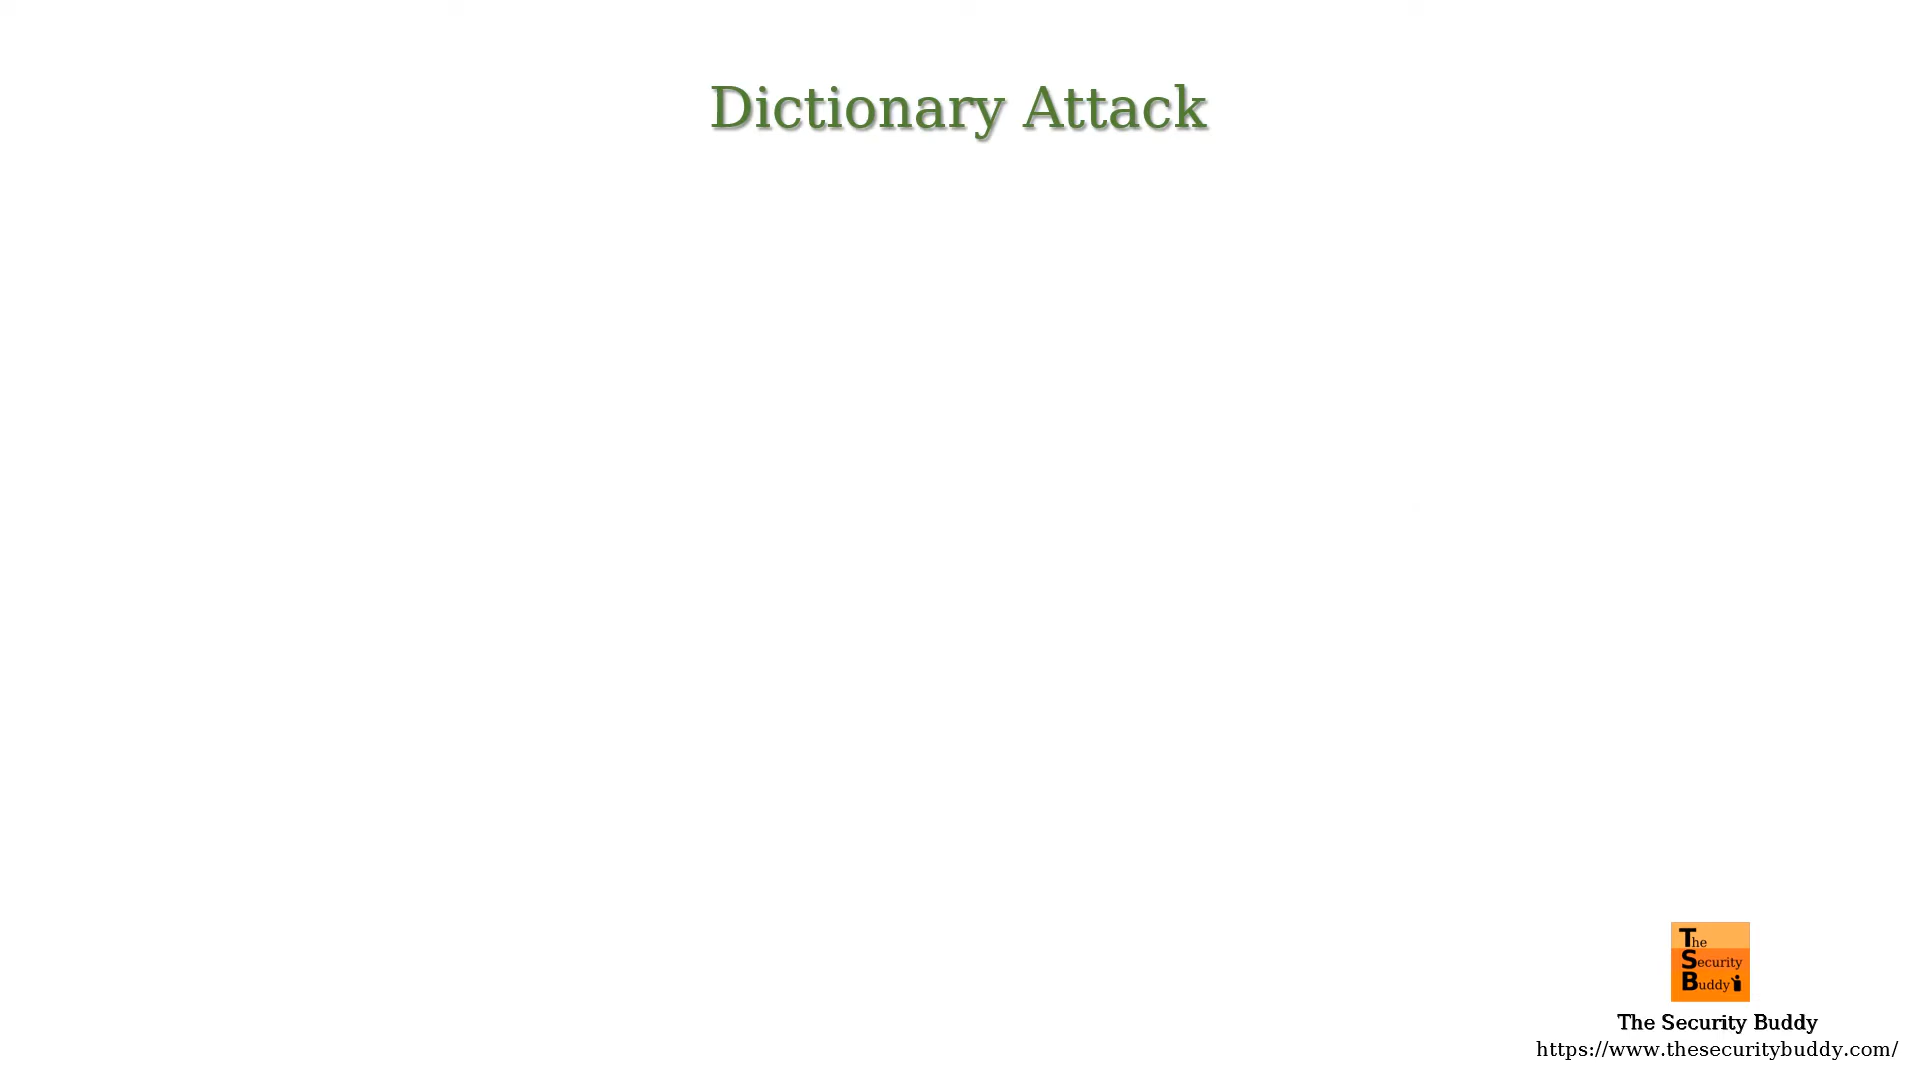 Dictionary Attack
The
Security
Buddy
The Security Buddy
https://www.thesecuritybuddy.com/